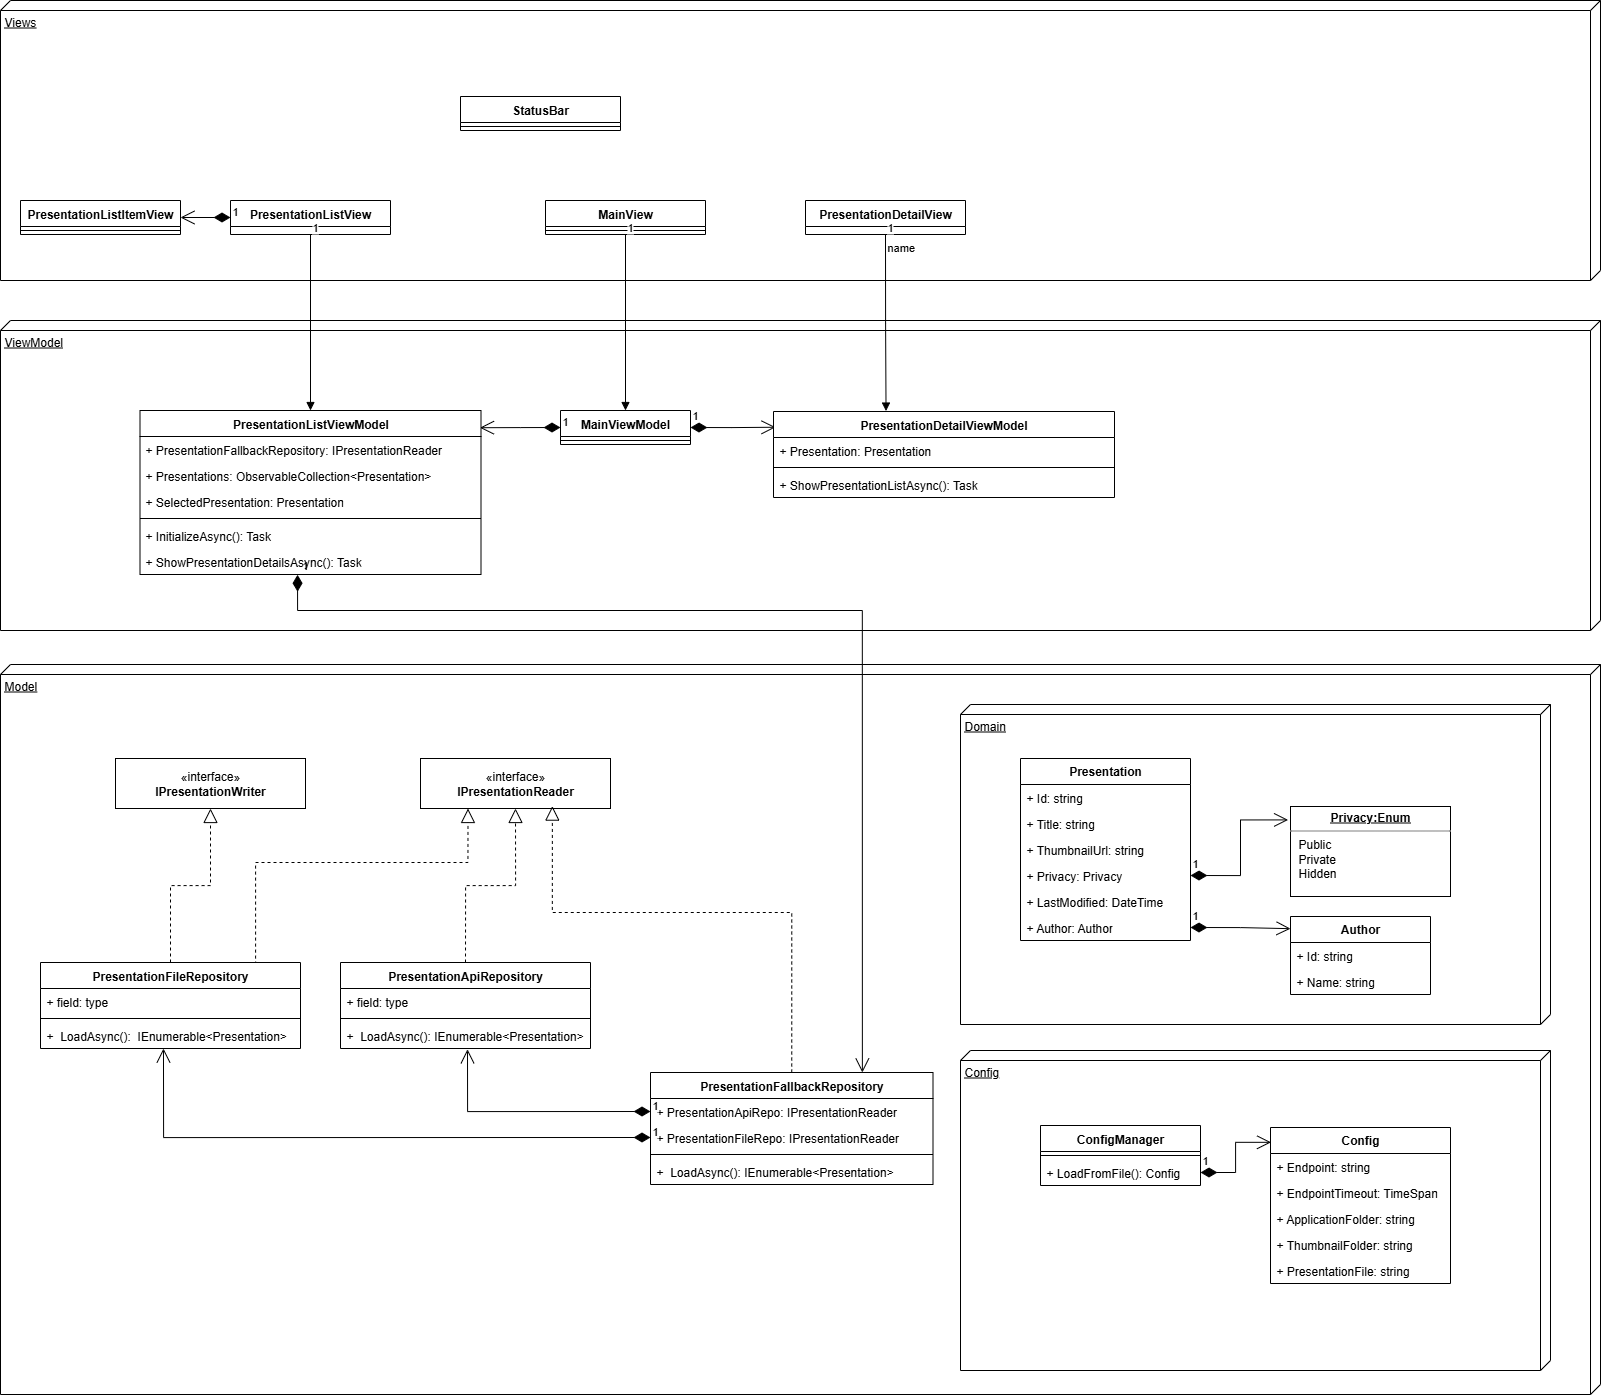 Views
StatusBar
PresentationListItemView
1
PresentationListView
1
MainView
1
PresentationDetailView
1
name
ViewModel
PresentationListViewModel
+ PresentationFallbackRepository: IPresentationReader
+ Presentations: ObservableCollection<Presentation>
+ SelectedPresentation: Presentation
+ InitializeAsync(): Task
+ ShowPresentationDetailsAsync(): Task
1
1
MainViewModel
1
PresentationDetailViewModel
+ Presentation: Presentation
+ ShowPresentationListAsync(): Task
Model
«interface»
IPresentationWriter
«interface»
IPresentationReader
PresentationFileRepository
+ field: type
+  LoadAsync():  IEnumerable<Presentation>
PresentationApiRepository
+ field: type
+  LoadAsync(): IEnumerable<Presentation>
PresentationFallbackRepository
1
+ PresentationApiRepo: IPresentationReader
1
+ PresentationFileRepo: IPresentationReader
+  LoadAsync(): IEnumerable<Presentation>
Domain
Presentation
+ Id: string
+ Title: string
+ ThumbnailUrl: string
+ Privacy: Privacy
+ LastModified: DateTime
+ Author: Author
1
1
Privacy:Enum
Public
Private
Hidden
Author
+ Id: string
+ Name: string
Config
ConfigManager
+ LoadFromFile(): Config
1
Config
+ Endpoint: string
+ EndpointTimeout: TimeSpan
+ ApplicationFolder: string
+ ThumbnailFolder: string
+ PresentationFile: string